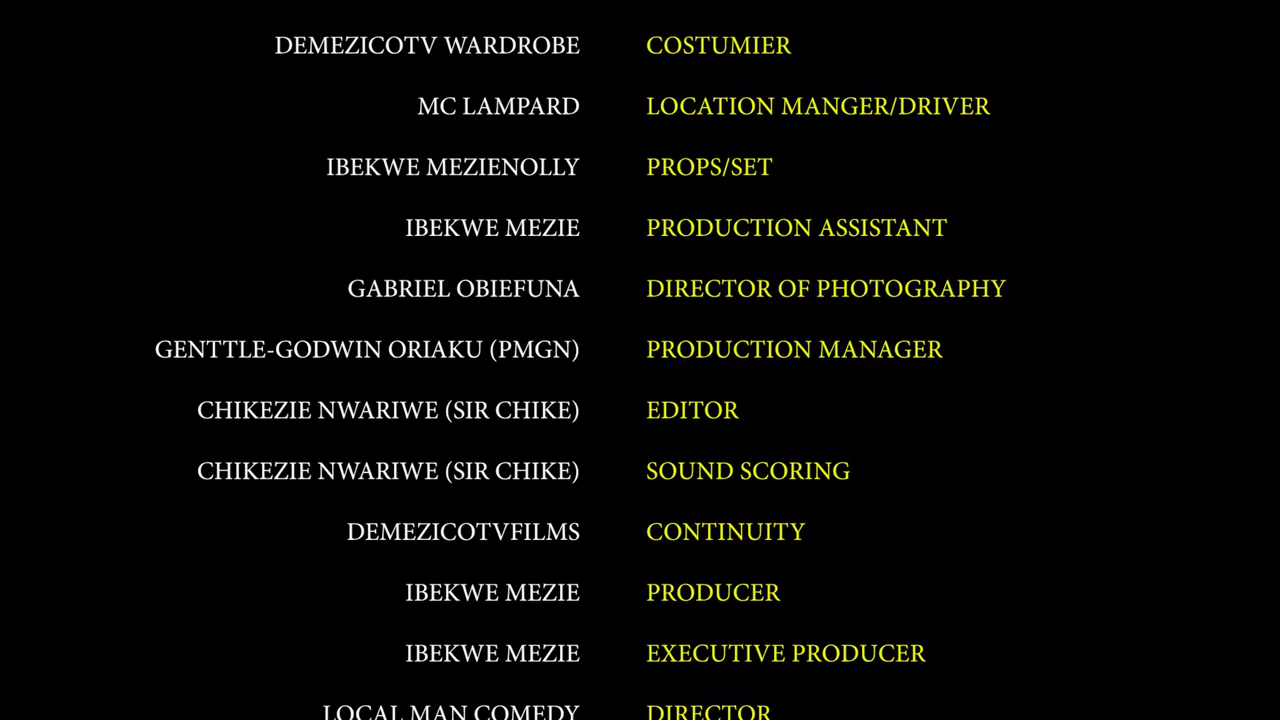 DEMEZICOTV WARDROBE COSTUMIER
MC LAMPARD LOCATION MANGER/DRIVER
IBEKWE MEZIENOLLY PROPS/SET
IBEKWE MEZIE PRODUCTION ASSISTANT
GABRIEL OBIEFUNA DIRECTOR OF PHOTOGRAPHY
GENTTLE-GODWIN ORIAKU (PMGN) PRODUCTION MANAGER
CHIKEZIE NWARIWE (SIR CHIKE) EDITOR
CHIKEZIE NWARIWE (SIR CHIKE) SOUND SCORING
DEMEZICOTVFILMS CONTINUITY
IBEKWE MEZIE PRODUCER
IBEKWE MEZIE EXECUTIVE PRODUCER
LOCAL MAN COMEDY DIRECTOR